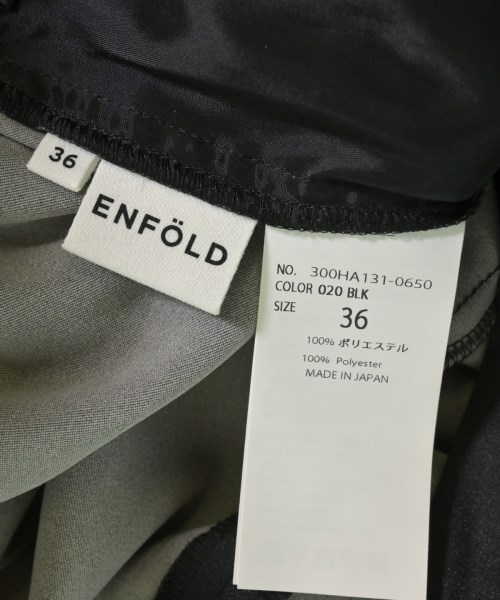 36
ENFÖLD
NO. 300HA131-0650
COLOR 020 BLK
SIZE 36
100% ポリエステル
100% Polyester
MADE IN JAPAN